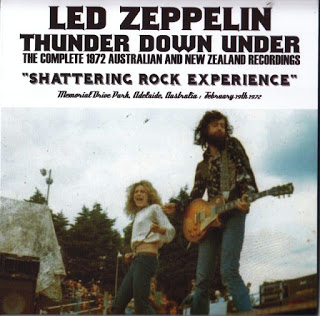 LED ZEPPELIN
THUNDER DOWN UNDER
THE COMPLETE 1972 AUSTRALIAN AND NEW ZEALAND RECORDINGS
"SHATTERING ROCK EXPERIENCE"
Memorial Drive Park, Adelaide, Australia : February 19th 1972